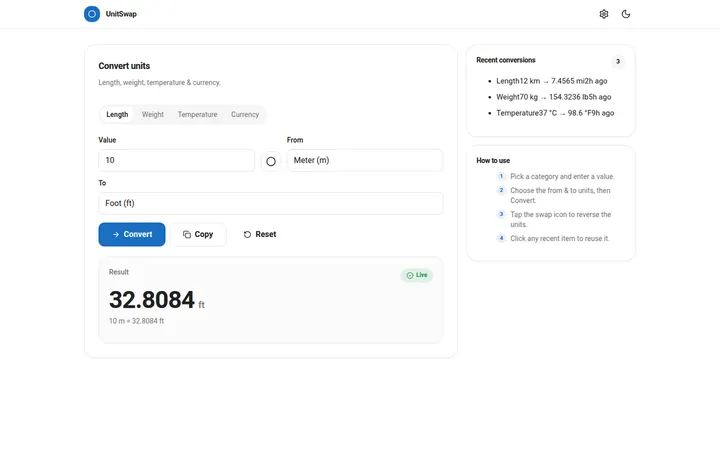 UnitSwap
Convert units
Length, weight, temperature & currency.
Length Weight Temperature Currency
Value From
10 Meter (m)
To
Foot (ft)
Convert Copy Reset
Result Live
32.8084 ft
10 m = 32.8084 ft
Recent conversions 3
Length12 km → 7.4565 mi2h ago
Weight70 kg → 154.3236 lb5h ago
Temperature37 °C → 98.6 °F9h ago
How to use
1 Pick a category and enter a value.
2 Choose the from & to units, then
Convert.
3 Tap the swap icon to reverse the
units.
4 Click any recent item to reuse it.